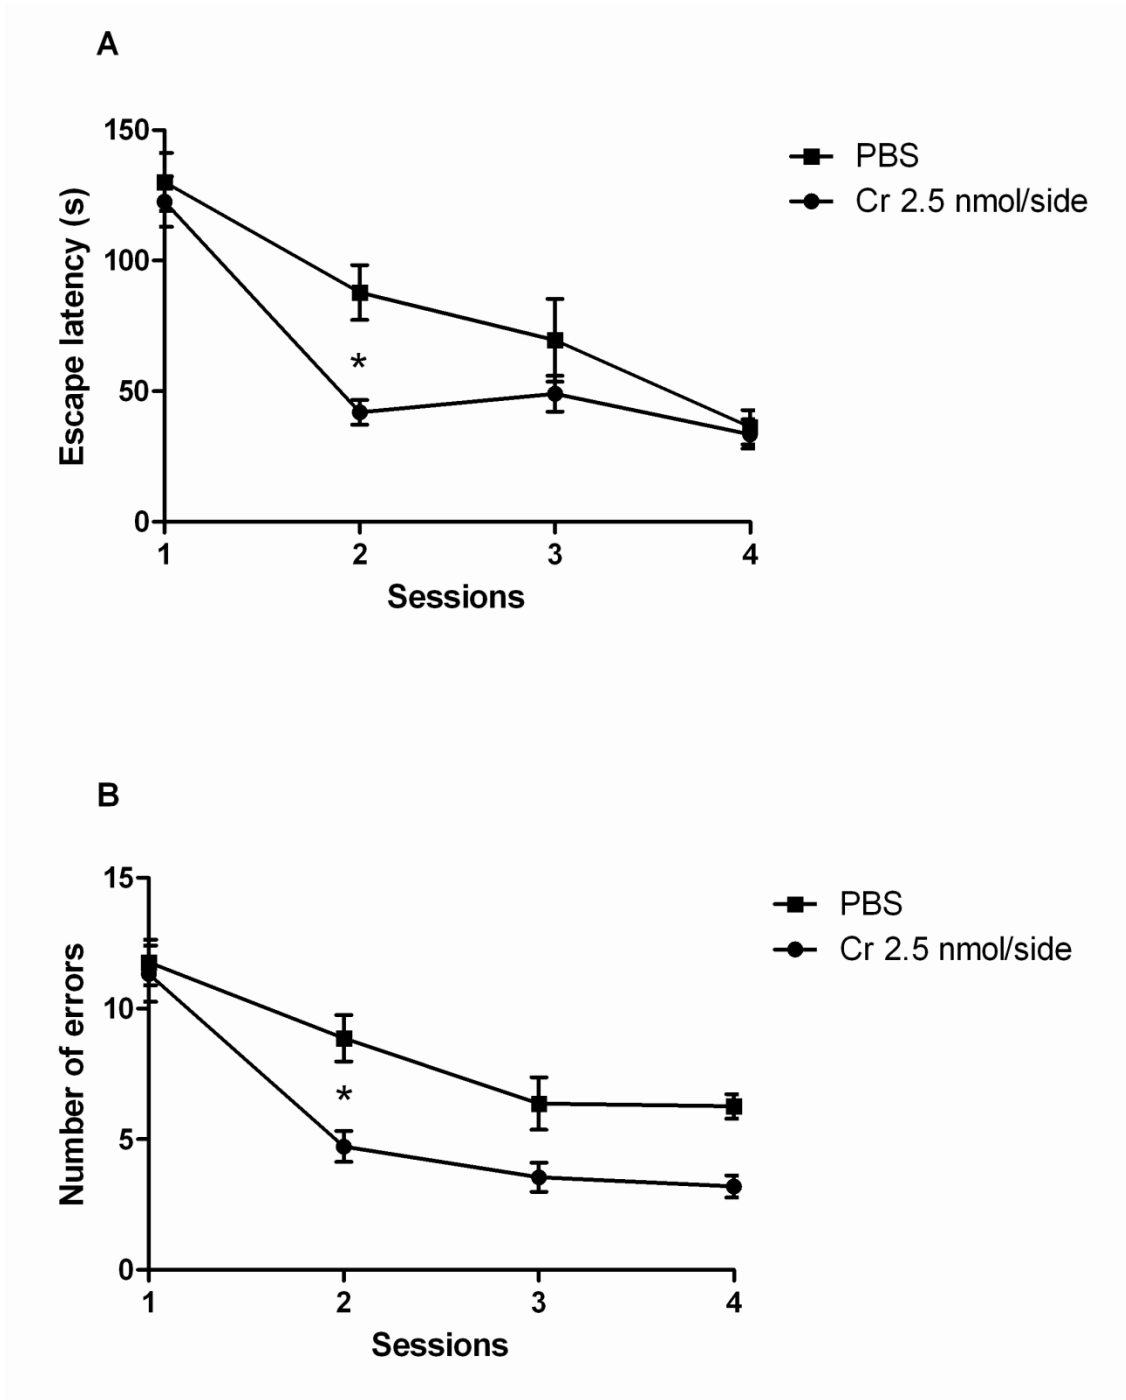 A
150
100
50
0
Escape latency (s)
1 2 3 4
Sessions
PBS
Cr 2.5 nmol/side
*
B
15
10
5
0
Number of errors
1 2 3 4
Sessions
PBS
Cr 2.5 nmol/side
*